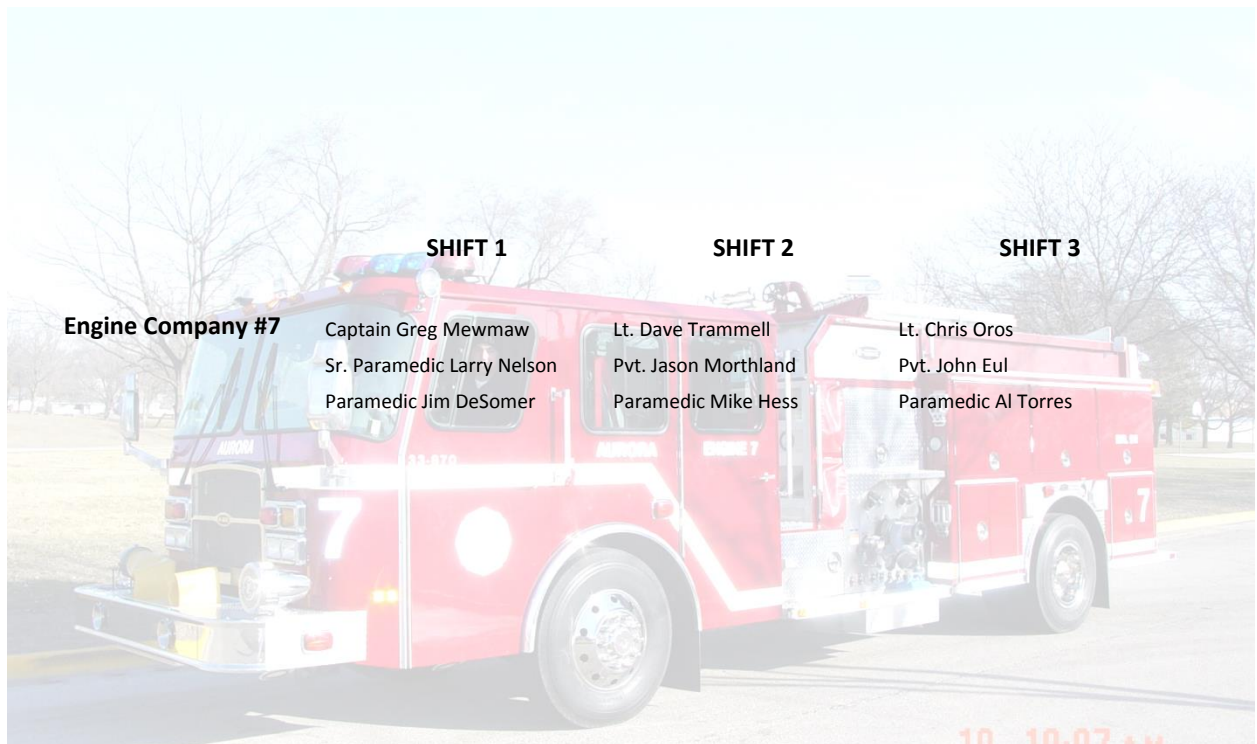 SHIFT 1 SHIFT 2 SHIFT 3
Engine Company #7 Captain Greg Mewmaw Lt. Dave Trammell Lt. Chris Oros
Sr. Paramedic Larry Nelson Pvt. Jason Morthland Pvt. John Eul
Paramedic Jim DeSomer Paramedic Mike Hess Paramedic Al Torres
AURORA
33-870
AURORA ENGINE 7
7
7